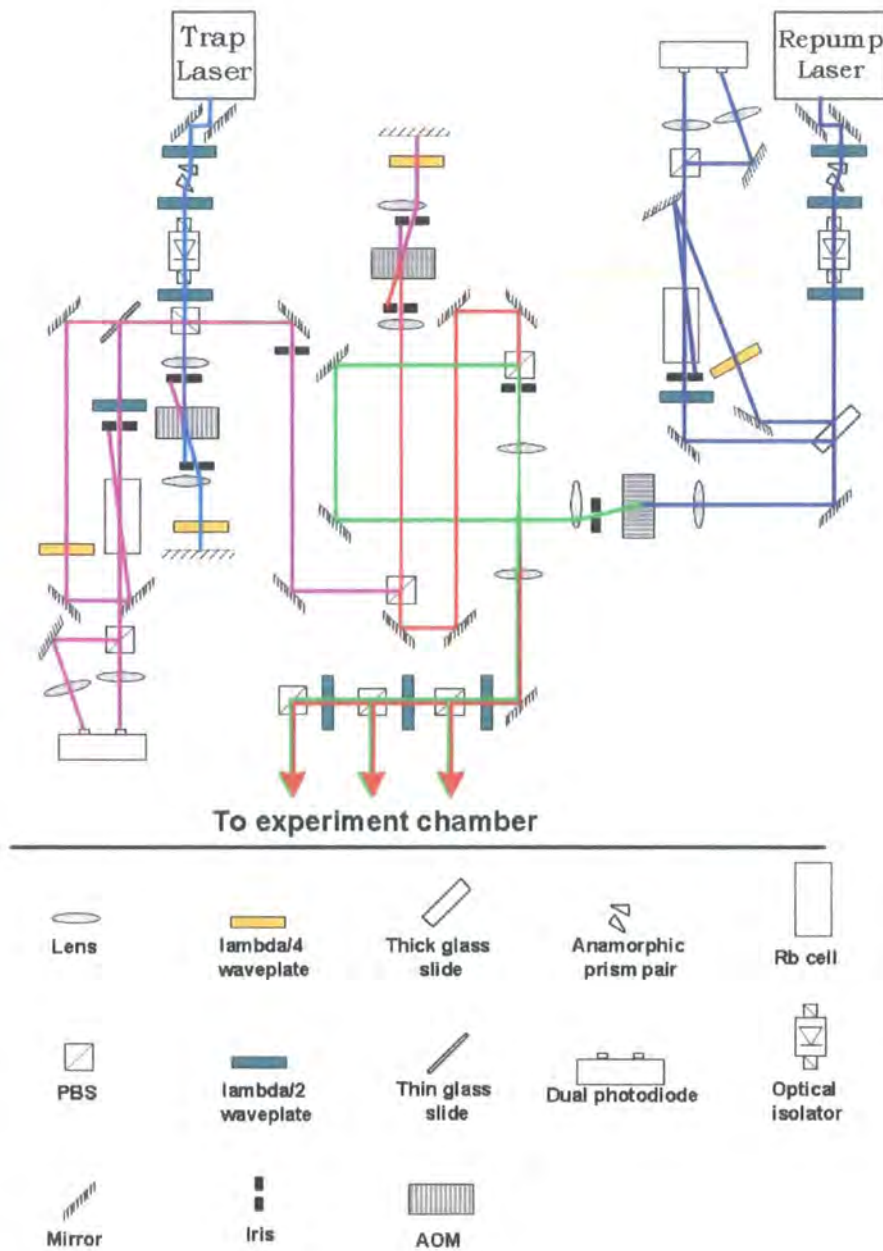 Trap
Laser
Repump
Laser
To experiment chamber
Lens
lambda/4
waveplate
Thick glass
slide
Anamorphic
prism pair
Rb cell
PBS
lambda/2
waveplate
Thin glass
slide
Dual photodiode
Optical
isolator
Mirror
Iris
AOM